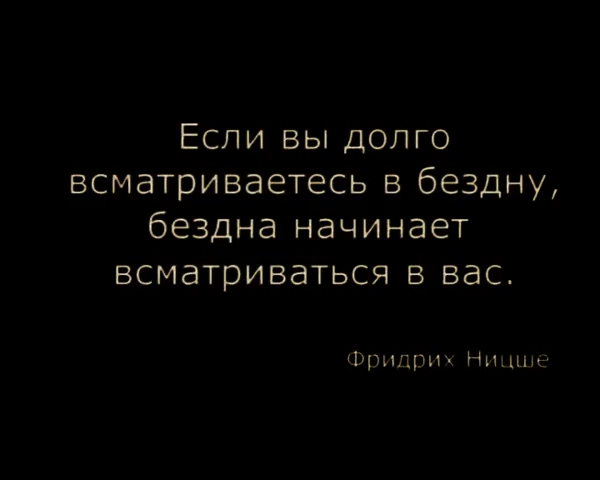 Если вы долго
всматриваетесь в бездну,
бездна начинает
всматриваться в вас.
Фридрих Ницше